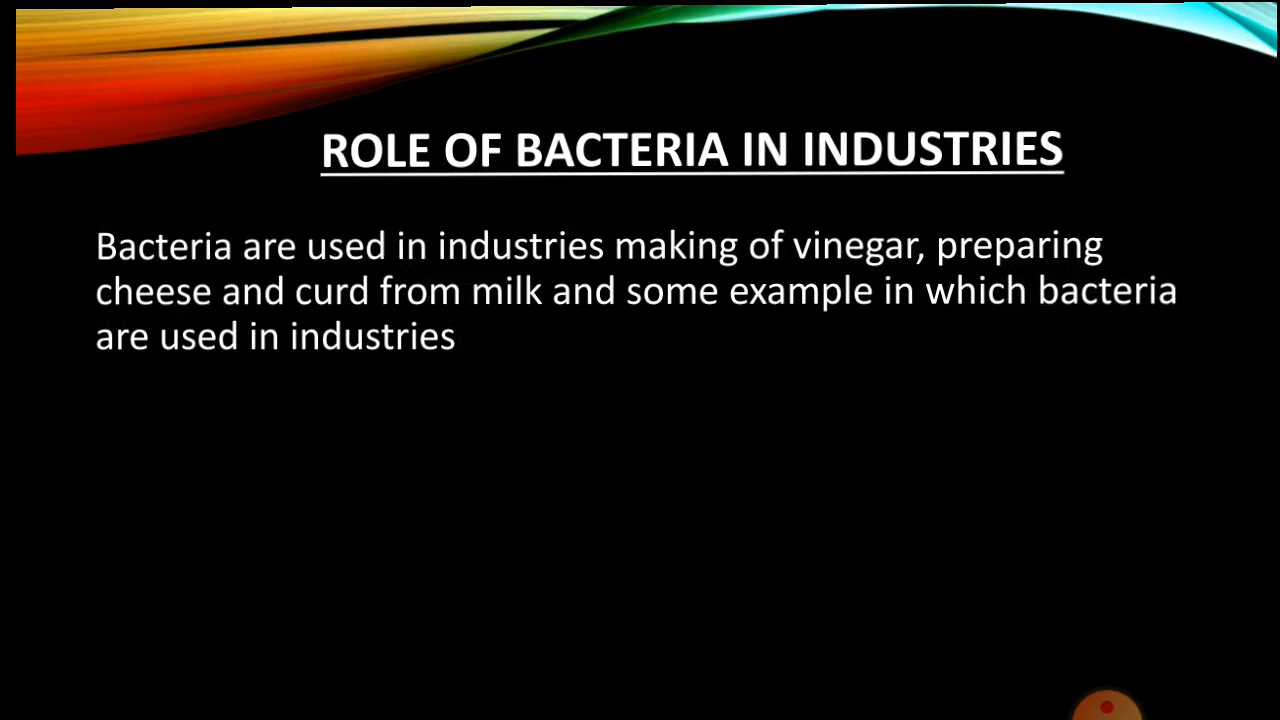 ROLE OF BACTERIA IN INDUSTRIES
Bacteria are used in industries making of vinegar, preparing
cheese and curd from milk and some example in which bacteria
are used in industries